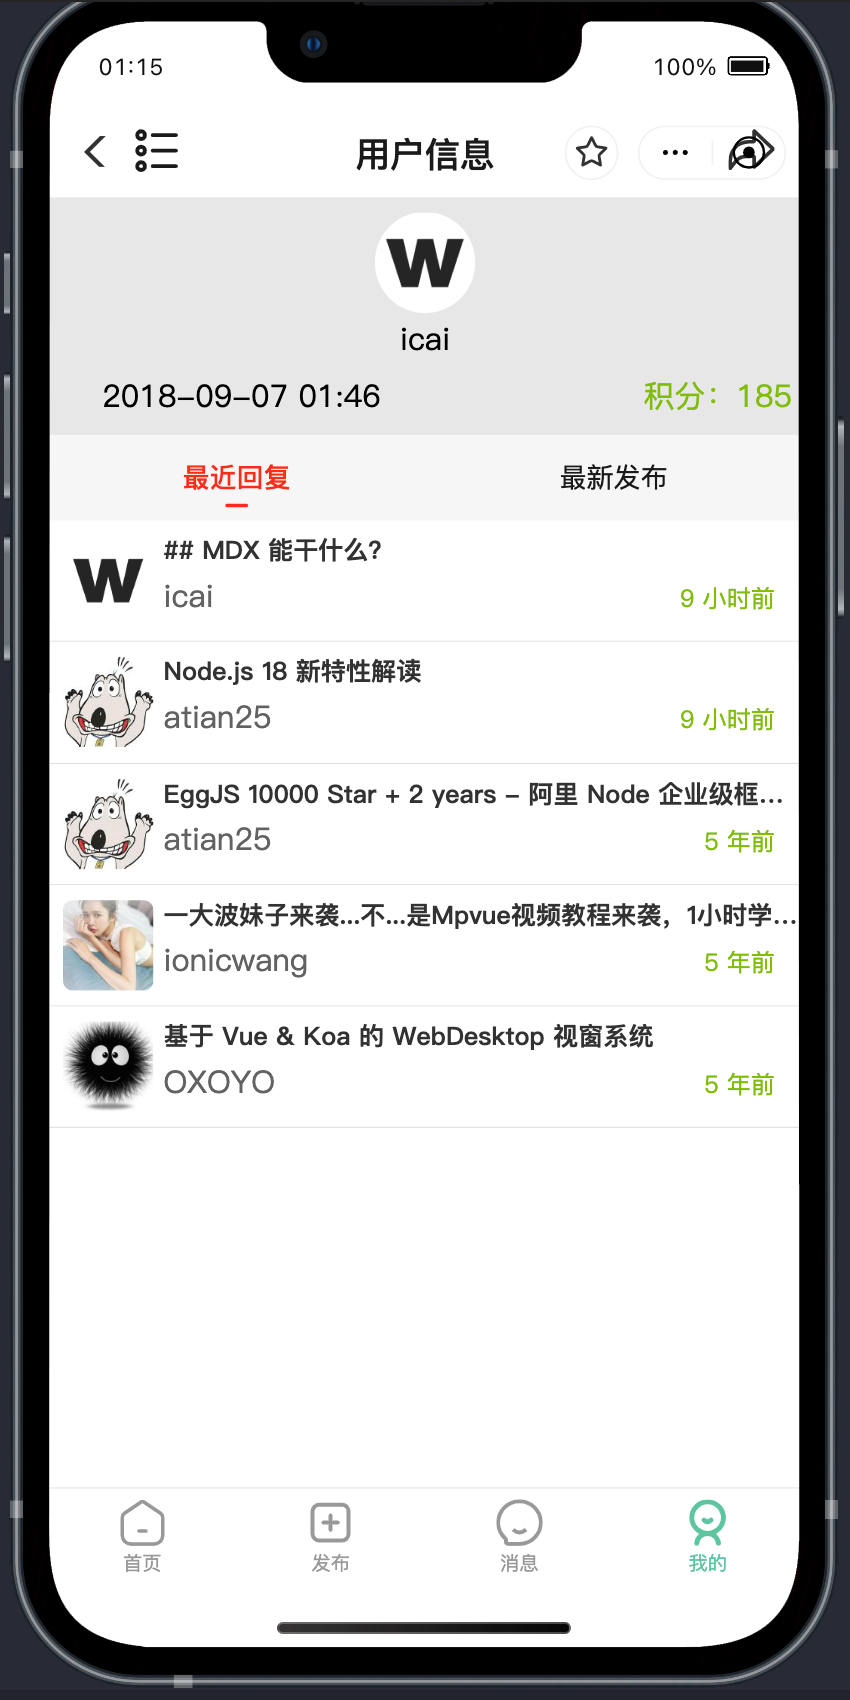 01:15
100%
用户信息
W
icai
2018-09-07 01:46
积分：185
最近回复
最新发布
W
## MDX 能干什么?
icai
9 小时前
Node.js 18 新特性解读
atian25
9 小时前
EggJS 10000 Star + 2 years - 阿里 Node 企业级框...
atian25
5 年前
一大波妹子来袭...不...是Mpvue视频教程来袭，1小时学...
ionicwang
5 年前
基于 Vue & Koa 的 WebDesktop 视窗系统
OXOYO
5 年前
首页
发布
消息
我的